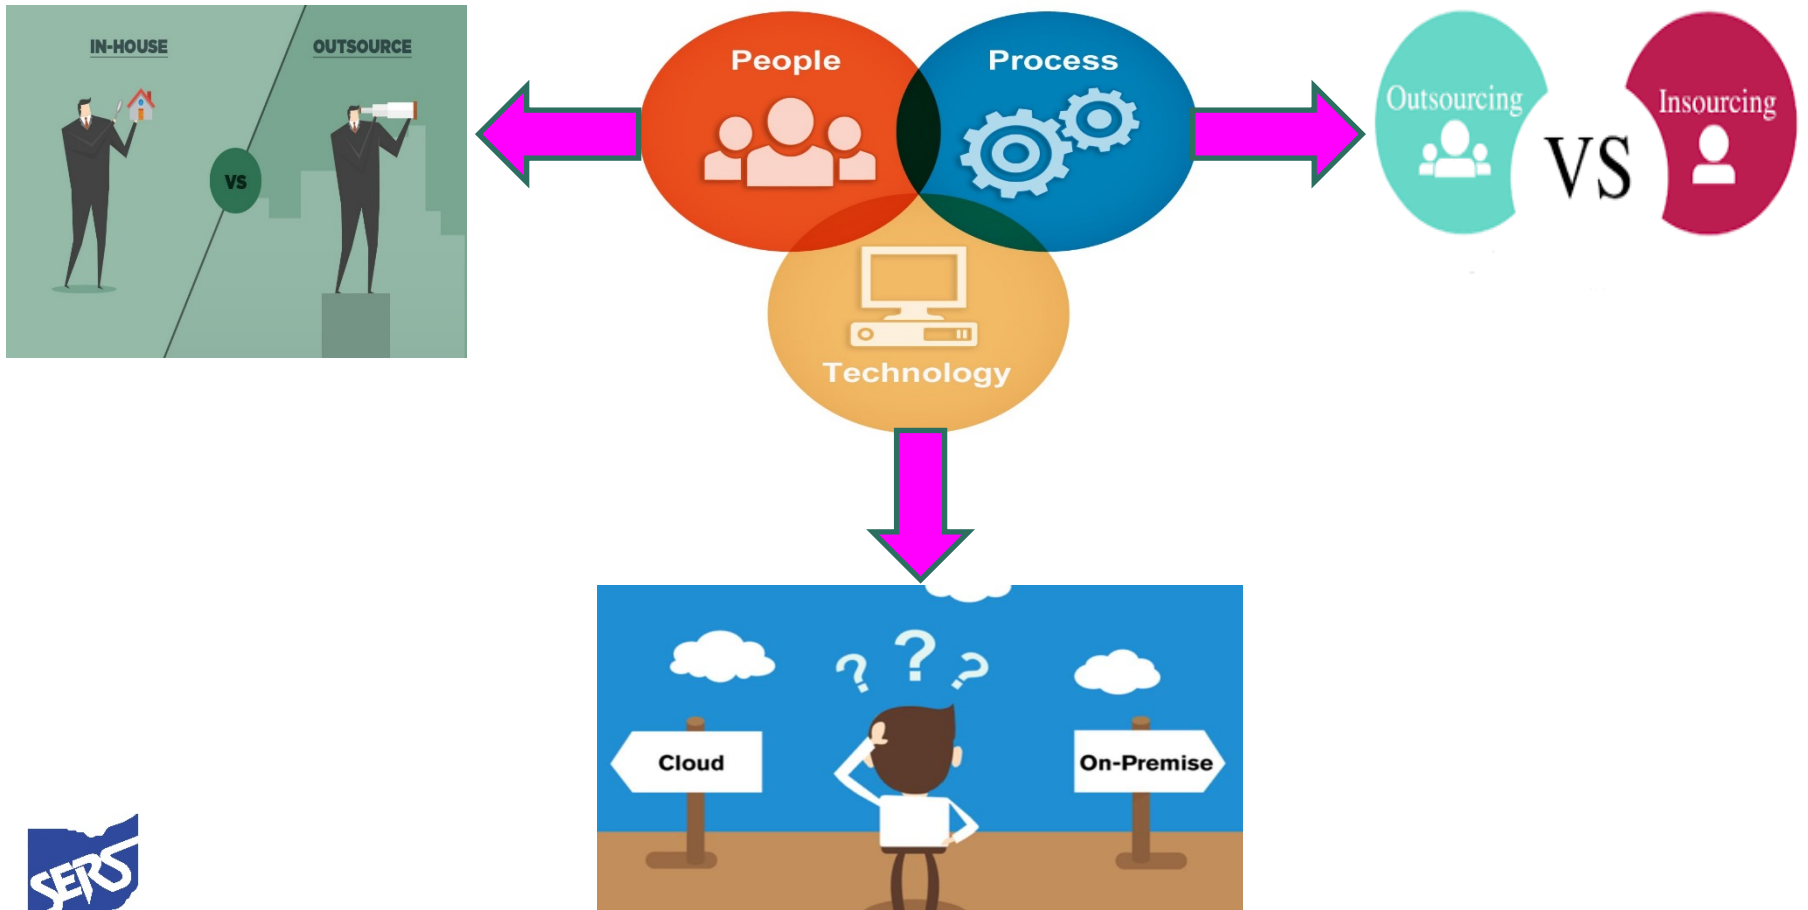 IN-HOUSE
OUTSOURCE
VS
People
Process
Technology
Outsourcing
VS
Insourcing
? ? ?
Cloud
On-Premise
SERS